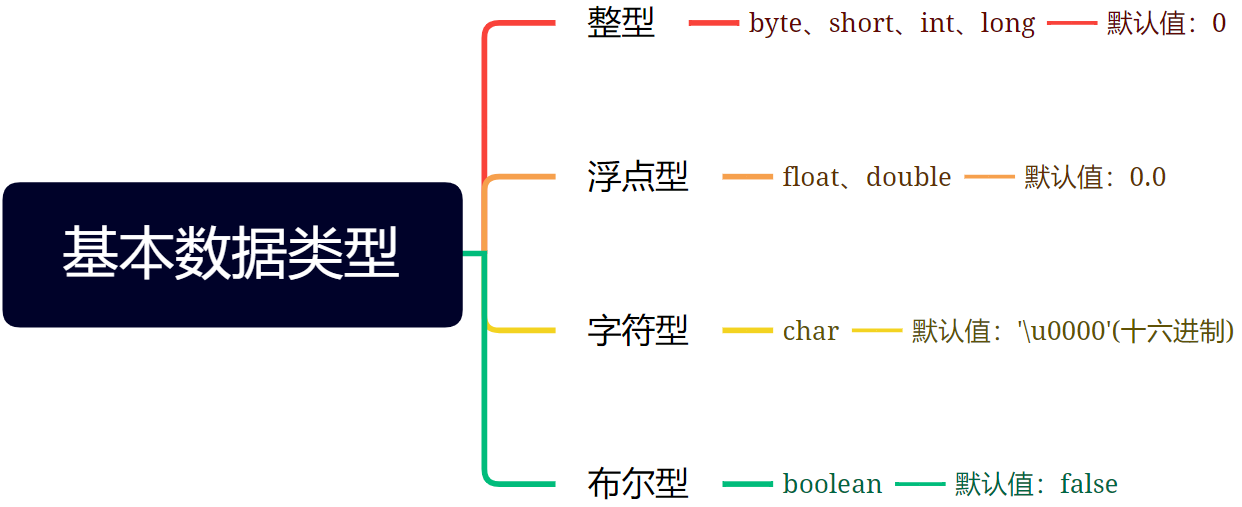 基本数据类型
整型 byte、short、int、long 默认值：0
浮点型 float、double 默认值：0.0
字符型 char 默认值：'\u0000'(十六进制)
布尔型 boolean 默认值：false